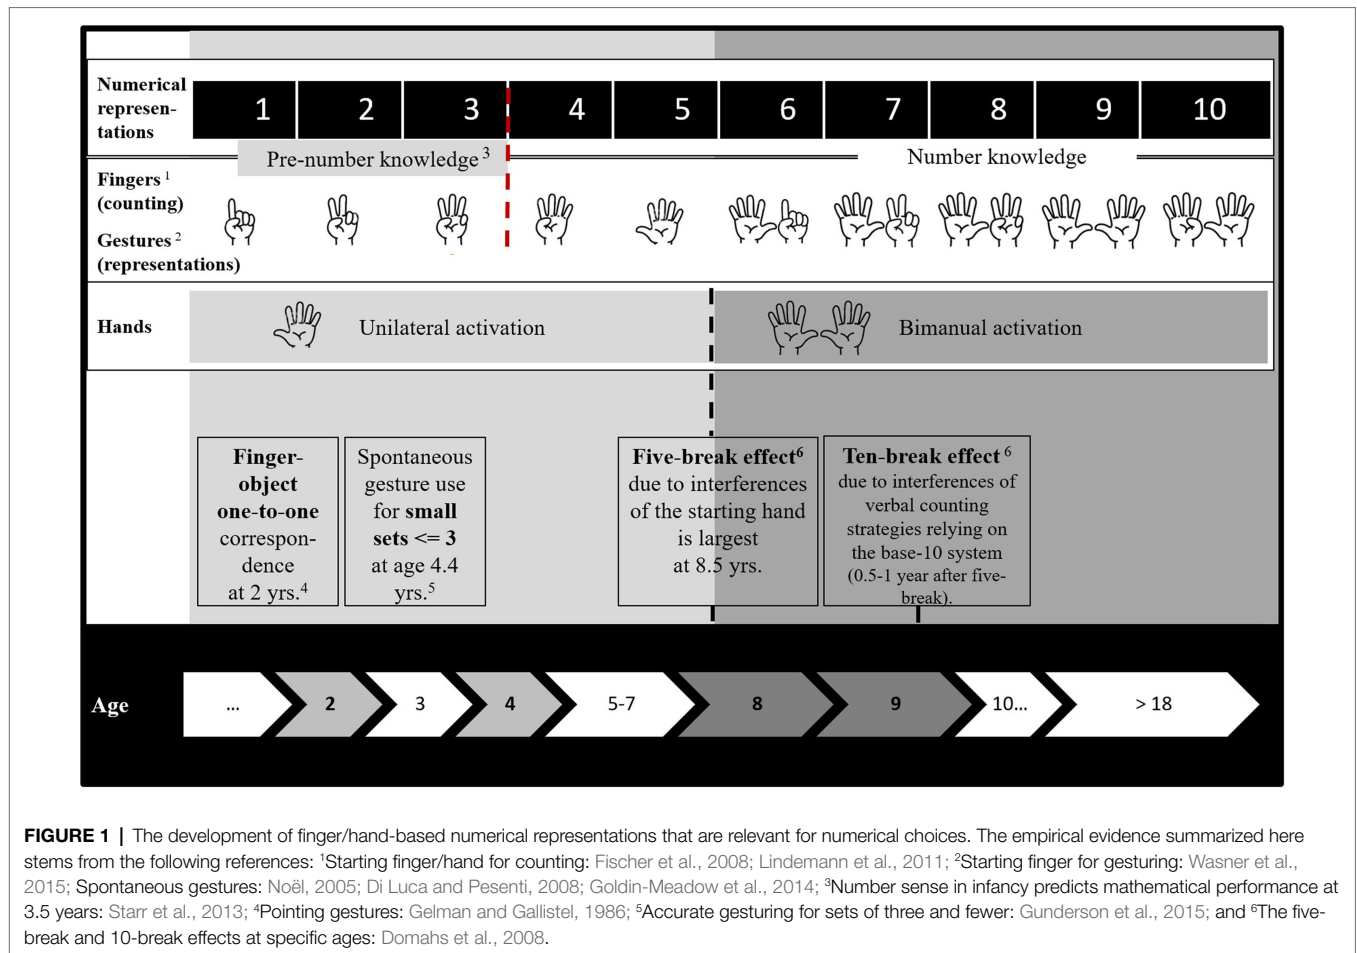 Numerical
represen-
tations
1 2 3 4 5 6 7 8 9 10
Pre-number knowledge 3
Number knowledge
Fingers 1
(counting)
Gestures 2
(representations)
Hands
Unilateral activation
Bimanual activation
Finger-
object
one-to-one
correspon-
dence
at 2 yrs.4
Spontaneous
gesture use
for small
sets <= 3
at age 4.4
yrs.5
Five-break effect6
due to interferences
of the starting hand
is largest
at 8.5 yrs.
Ten-break effect 6
due to interferences of
verbal counting
strategies relying on
the base-10 system
(0.5-1 year after five-
break).
Age
... 2 3 4 5-7 8 9 10... > 18
FIGURE 1 | The development of finger/hand-based numerical representations that are relevant for numerical choices. The empirical evidence summarized here
stems from the following references: 1Starting finger/hand for counting: Fischer et al., 2008; Lindemann et al., 2011; 2Starting finger for gesturing: Wasner et al.,
2015; Spontaneous gestures: Noël, 2005; Di Luca and Pesenti, 2008; Goldin-Meadow et al., 2014; 3Number sense in infancy predicts mathematical performance at
3.5 years: Starr et al., 2013; 4Pointing gestures: Gelman and Gallistel, 1986; 5Accurate gesturing for sets of three and fewer: Gunderson et al., 2015; and 6The five-
break and 10-break effects at specific ages: Domahs et al., 2008.